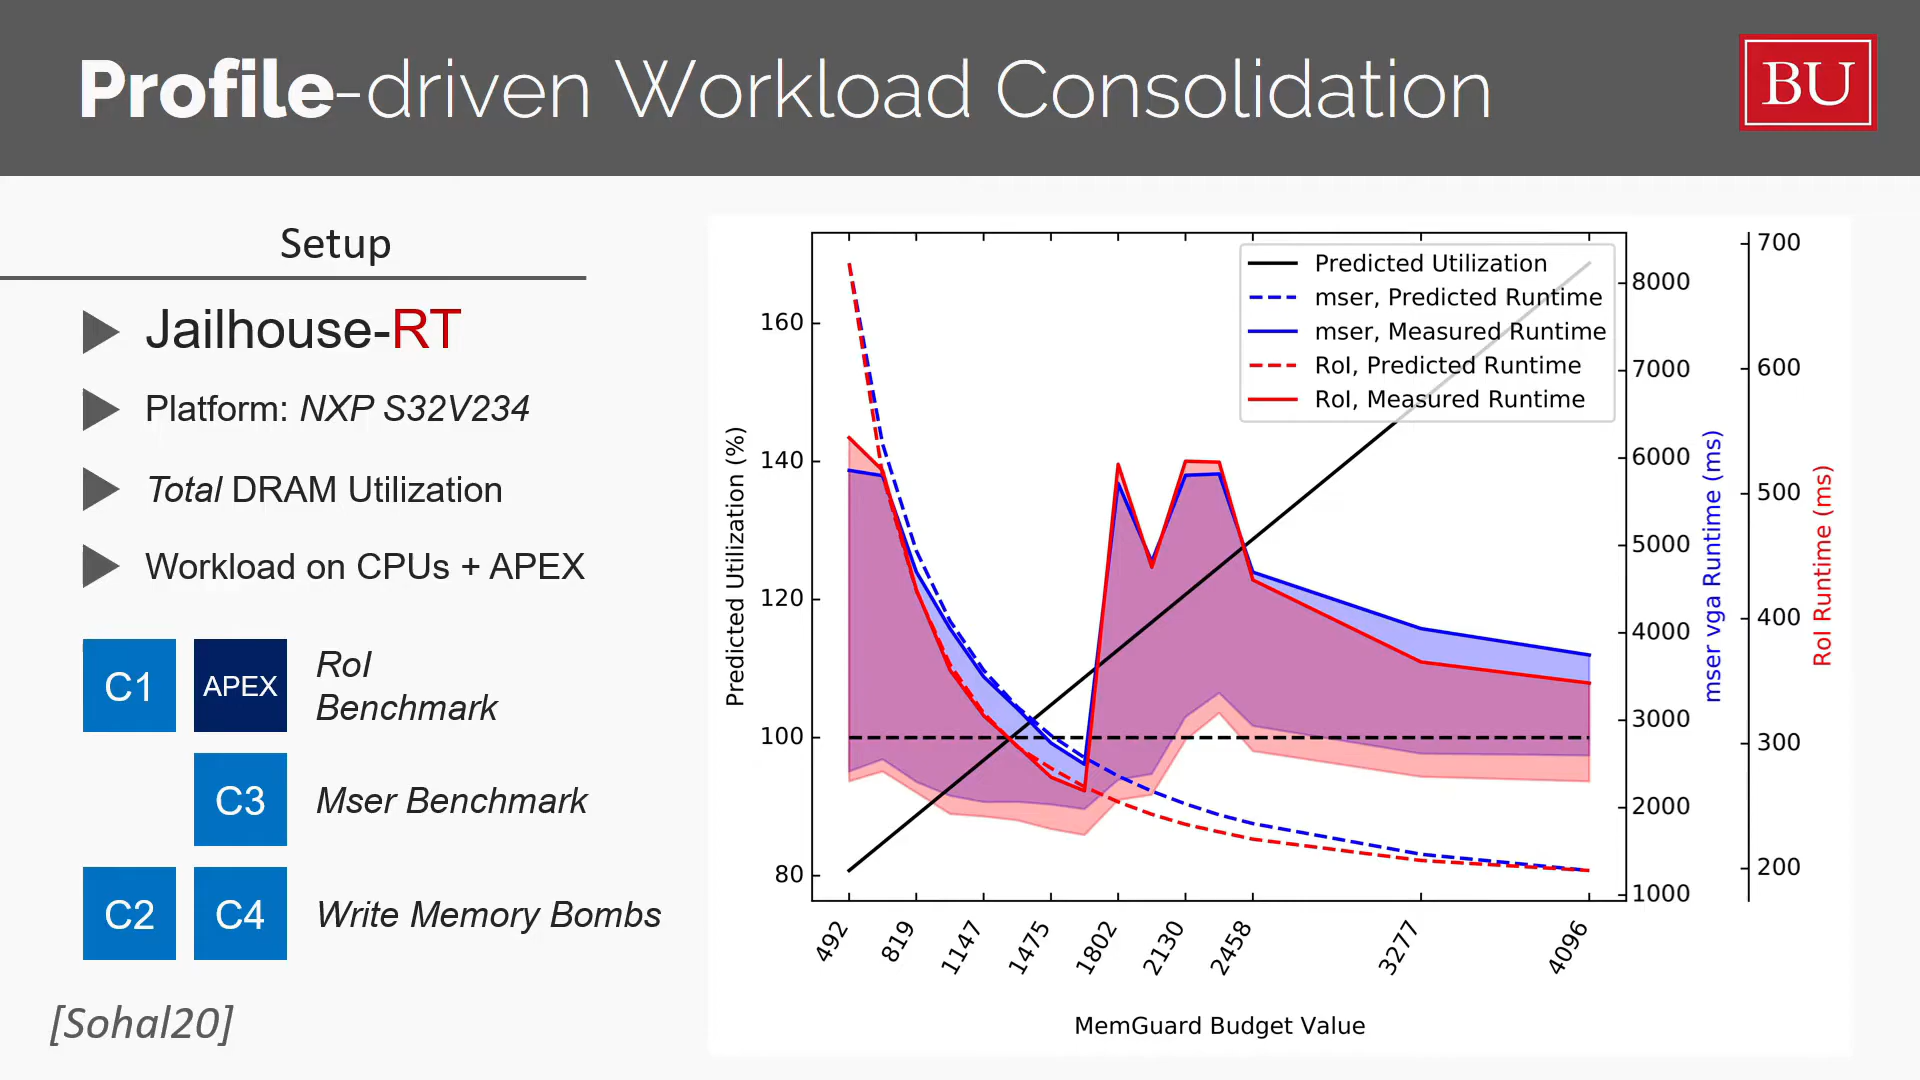 Profile-driven Workload Consolidation
BU
Setup
Jailhouse-RT
Platform: NXP S32V234
Total DRAM Utilization
Workload on CPUs + APEX
C1
APEX
RoI
Benchmark
C3
Mser Benchmark
C2
C4
Write Memory Bombs
[Sohal20]
Predicted Utilization (%)
160
140
120
100
80
Predicted Utilization
mser, Predicted Runtime
mser, Measured Runtime
RoI, Predicted Runtime
RoI, Measured Runtime
8000
7000
6000
5000
4000
3000
2000
1000
mser vga Runtime (ms)
700
600
500
400
300
200
RoI Runtime (ms)
492
819
1147
1475
1802
2130
2458
3277
4096
MemGuard Budget Value